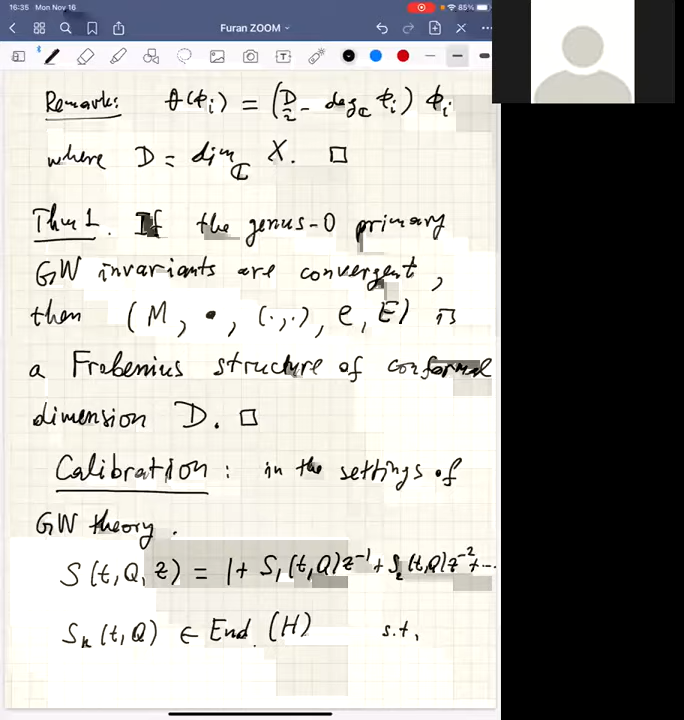 16:35 Mon Nov 16
85%
Furan ZOOM
Remark: θ(ϕ_i) = (D/2 - deg_ℂ ϕ_i) ϕ_i
where D = dim_ℂ X. □
Thm 1. If the genus-0 primary
GW invariants are convergent,
then (M, •, (·,·), e, E) is
a Frobenius structure of conformal
dimension D. □
Calibration: in the settings of
GW theory.
S(t,Q,z) = 1 + S_1(t,Q)z^{-1} + S_2(t,Q)z^{-2} + ...
S_k(t,Q) ∈ End (H) s.t.